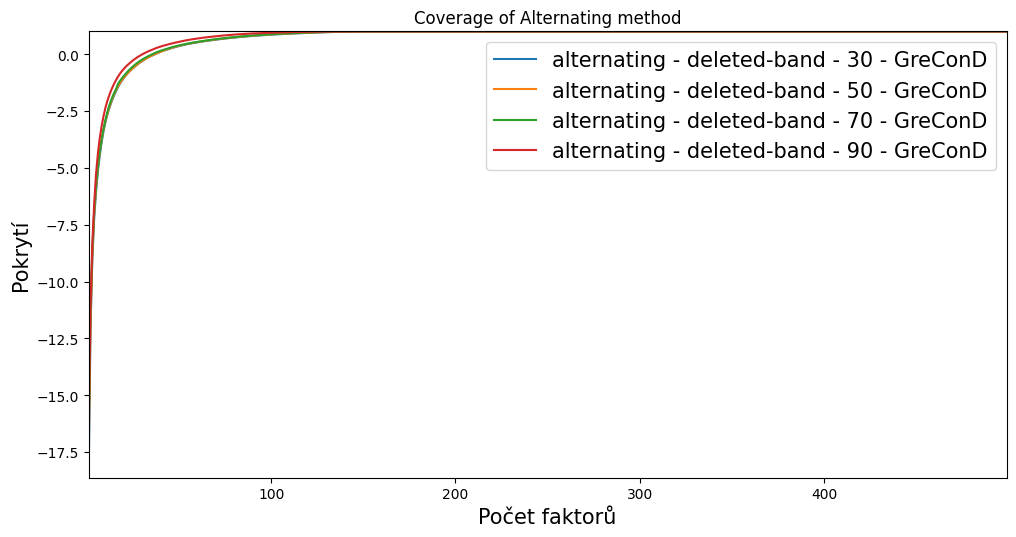 Coverage of Alternating method
0.0
−2.5
−5.0
−7.5
−10.0
−12.5
−15.0
−17.5
Pokrytí
alternating - deleted-band - 30 - GreConD
alternating - deleted-band - 50 - GreConD
alternating - deleted-band - 70 - GreConD
alternating - deleted-band - 90 - GreConD
100 200 300 400
Počet faktorů